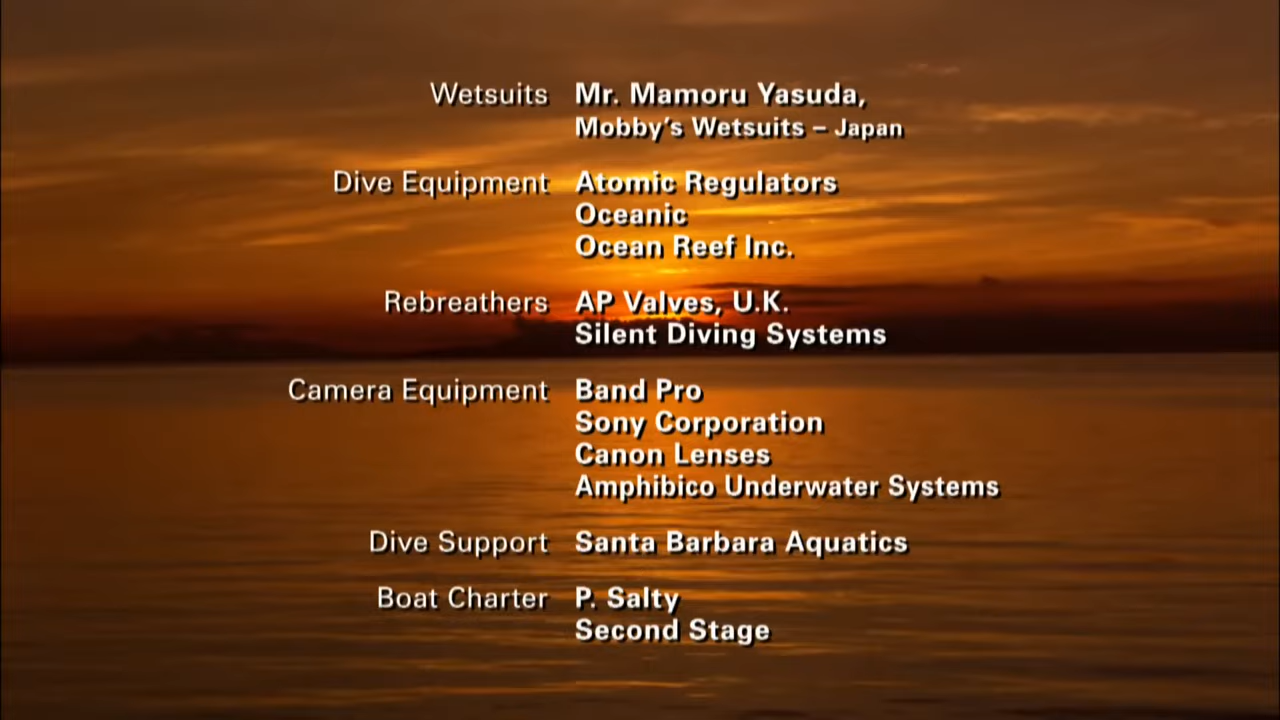 Wetsuits Mr. Mamoru Yasuda,
Mobby's Wetsuits – Japan
Dive Equipment Atomic Regulators
Oceanic
Ocean Reef Inc.
Rebreathers AP Valves, U.K.
Silent Diving Systems
Camera Equipment Band Pro
Sony Corporation
Canon Lenses
Amphibico Underwater Systems
Dive Support Santa Barbara Aquatics
Boat Charter P. Salty
Second Stage